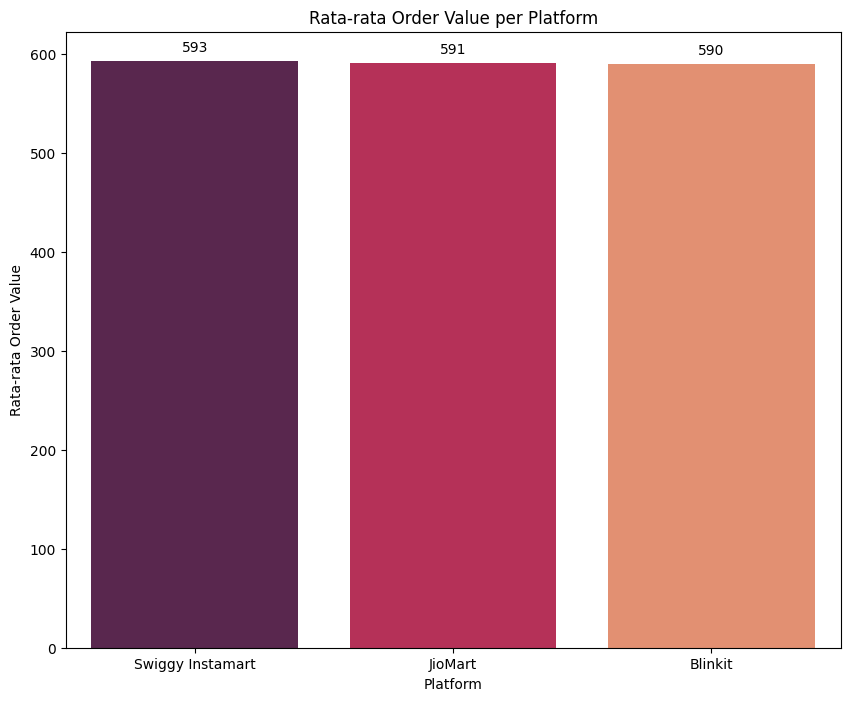 Rata-rata Order Value per Platform
593
591
590
600
500
400
300
200
100
0
Rata-rata Order Value
Swiggy Instamart
JioMart
Blinkit
Platform